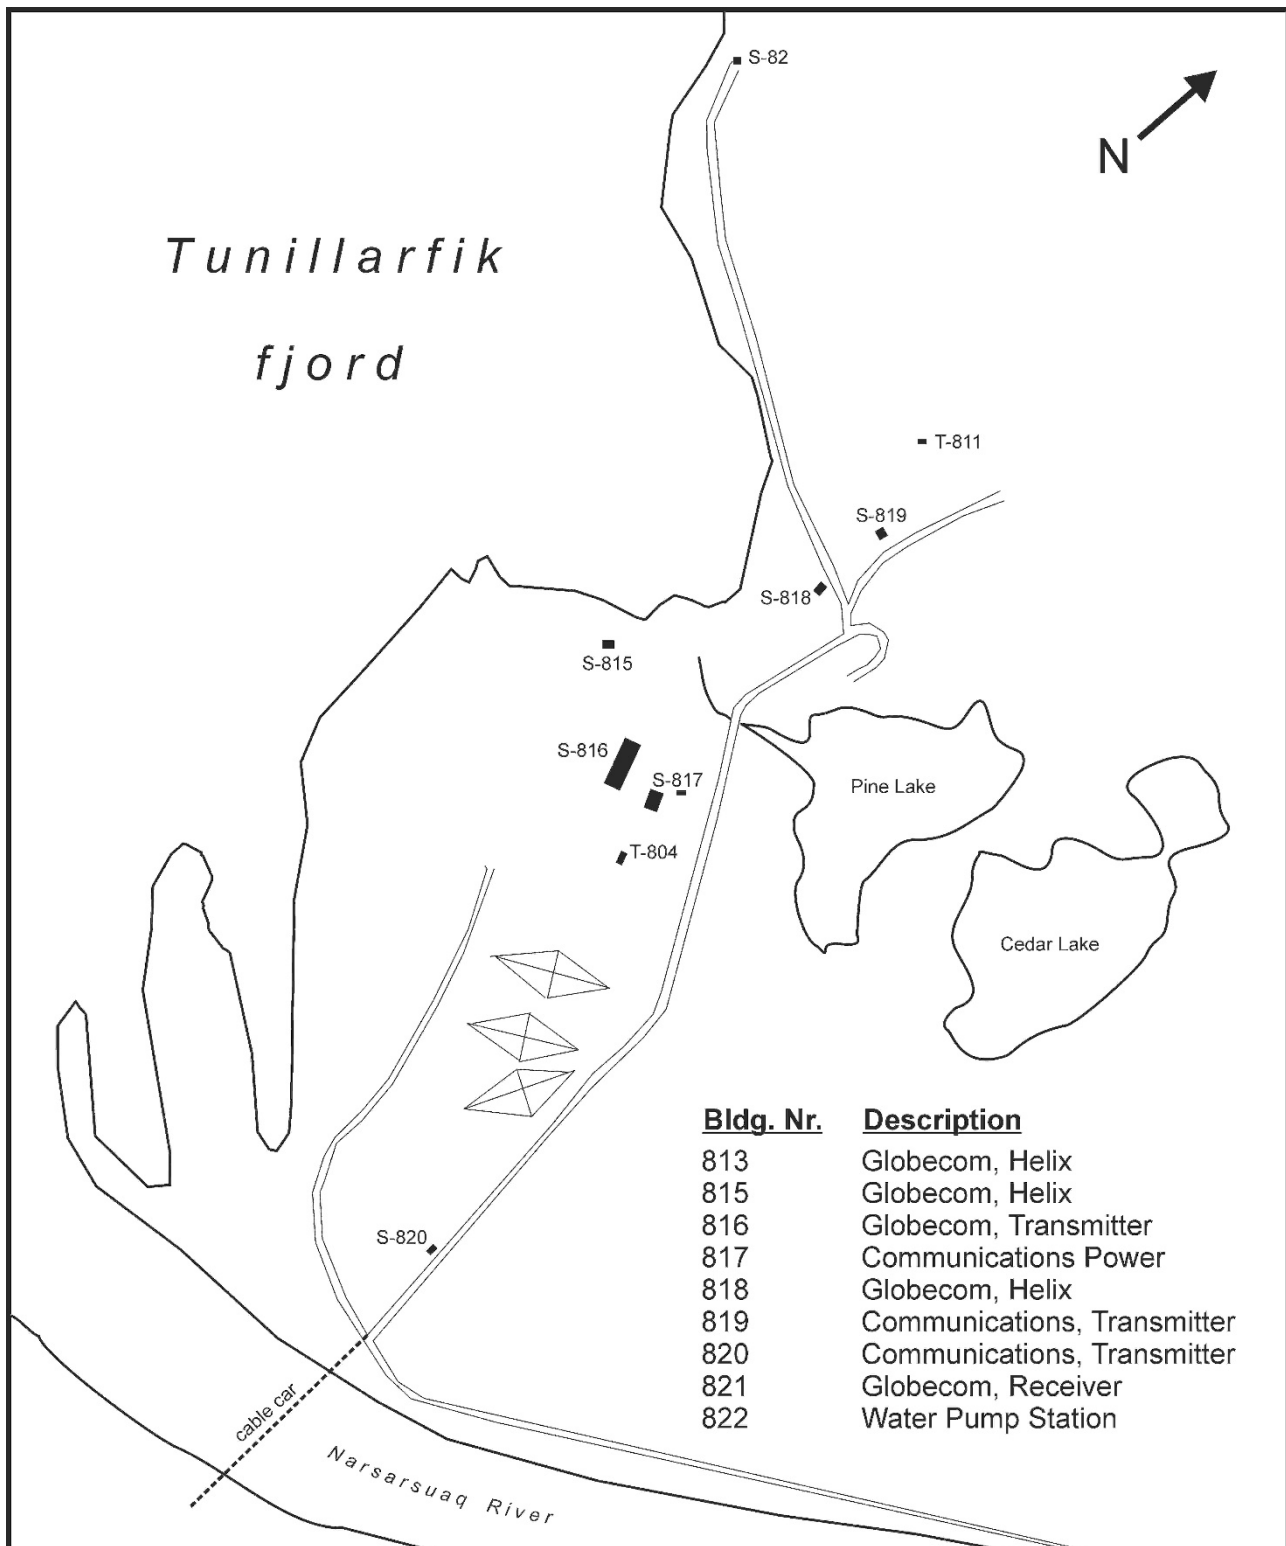 S-82
N
Tunillarfik
fjord
T-811
S-819
S-818
S-815
S-816
S-817
Pine Lake
T-804
Cedar Lake
Bldg. Nr. Description
813 Globecom, Helix
815 Globecom, Helix
816 Globecom, Transmitter
817 Communications Power
818 Globecom, Helix
819 Communications, Transmitter
820 Communications, Transmitter
821 Globecom, Receiver
822 Water Pump Station
S-820
cable car
Narsarsuaq River